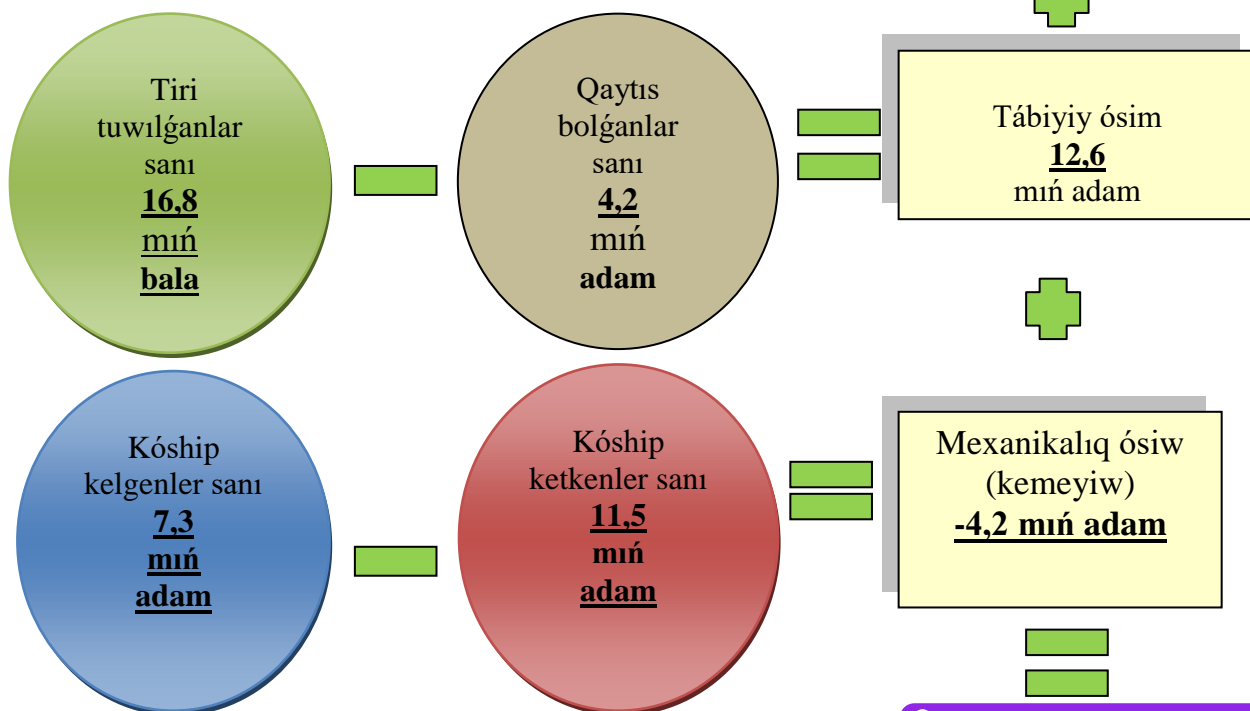 Tiri
tuwılǵanlar
sanı
16,8
mıń
bala
Qaytıs
bolǵanlar
sanı
4,2
mıń
adam
Tábiyiy ósim
12,6
mıń adam
Kóship
kelgenler sanı
7,3
mıń
adam
Kóship
ketkenler sanı
11,5
mıń
adam
Mexanikalıq ósiw
(kemeyiw)
-4,2 mıń adam